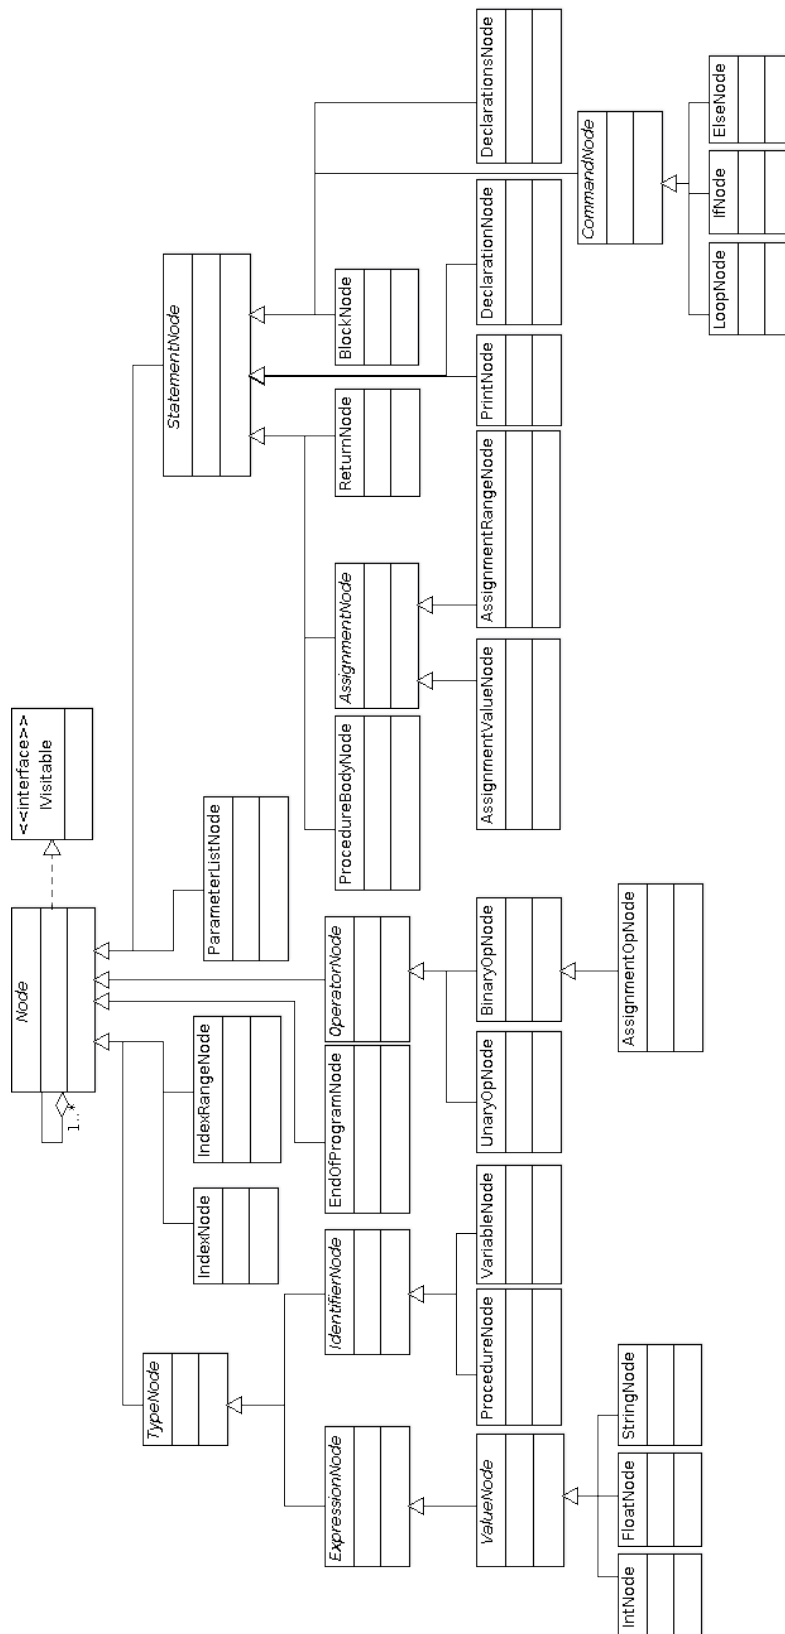 <<interface>>
IVisitable
Node
1..*
StatementNode
ParameterListNode
IndexRangeNode
IndexNode
TypeNode
BlockNode
ReturnNode
AssignmentNode
ProcedureBodyNode
OperatorNode
EndOfProgramNode
IdentifierNode
ExpressionNode
DeclarationsNode
DeclarationNode
PrintNode
AssignmentRangeNode
AssignmentValueNode
BinaryOpNode
UnaryOpNode
VariableNode
ProcedureNode
ValueNode
CommandNode
AssignmentOpNode
StringNode
FloatNode
IntNode
ElseNode
IfNode
LoopNode